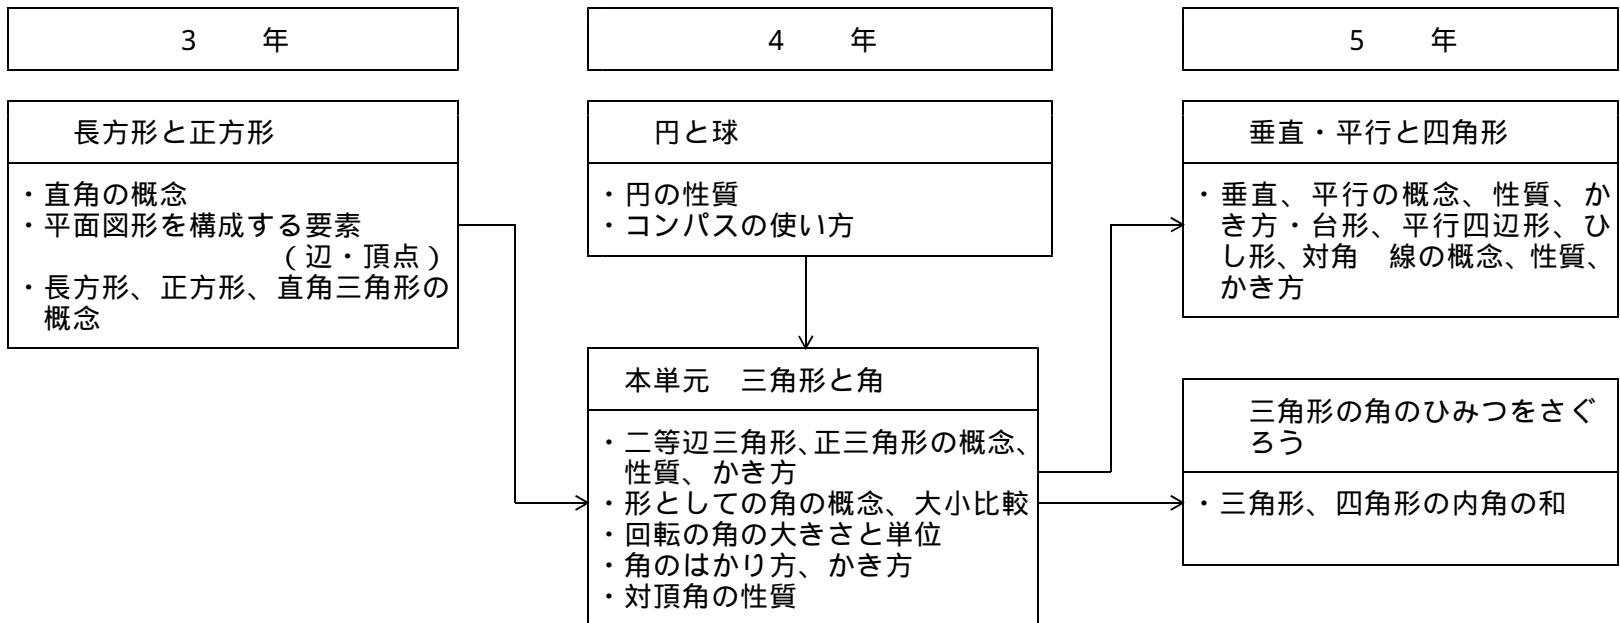 3　年
4　年
5　年
長方形と正方形
・直角の概念
・平面図形を構成する要素
（辺・頂点）
・長方形、正方形、直角三角形の
概念
円と球
・円の性質
・コンパスの使い方
本単元　三角形と角
・二等辺三角形、正三角形の概念、
性質、かき方
・形としての角の概念、大小比較
・回転の角の大きさと単位
・角のはかり方、かき方
・対頂角の性質
垂直・平行と四角形
・垂直、平行の概念、性質、か
き方・台形、平行四辺形、ひ
し形、対角　線の概念、性質、
かき方
三角形の角のひみつをさぐ
ろう
・三角形、四角形の内角の和